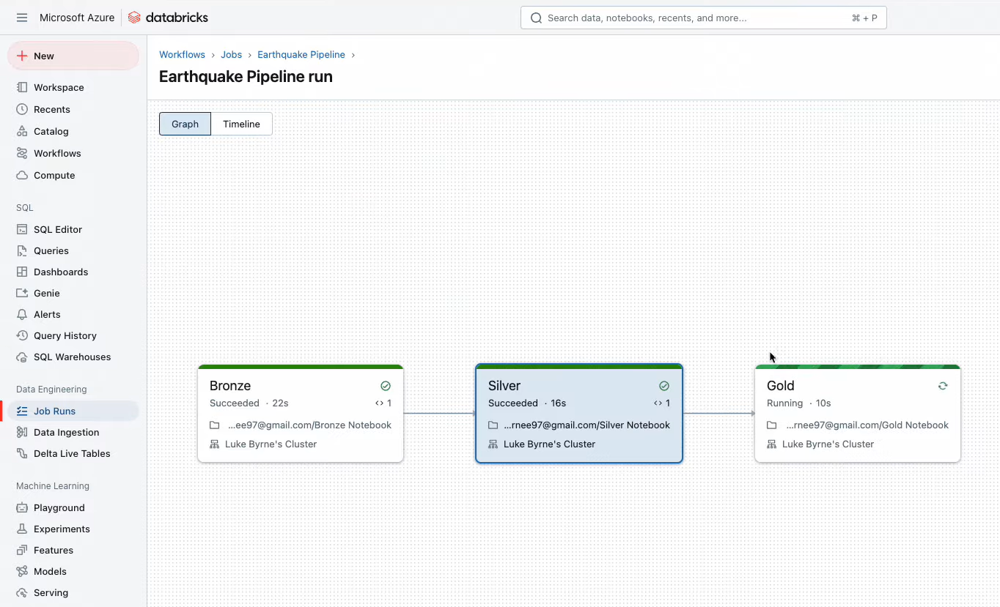 Microsoft Azure databricks
Search data, notebooks, recents, and more... ⌘ + P
New
Workspace
Recents
Catalog
Workflows
Compute
SQL
SQL Editor
Queries
Dashboards
Genie
Alerts
Query History
SQL Warehouses
Data Engineering
Job Runs
Data Ingestion
Delta Live Tables
Machine Learning
Playground
Experiments
Features
Models
Serving
Workflows › Jobs › Earthquake Pipeline ›
Earthquake Pipeline run
Graph Timeline
Bronze
Succeeded · 22s <> 1
...ee97@gmail.com/Bronze Notebook
Luke Byrne's Cluster
Silver
Succeeded · 16s <> 1
...rnee97@gmail.com/Silver Notebook
Luke Byrne's Cluster
Gold
Running · 10s
...rnee97@gmail.com/Gold Notebook
Luke Byrne's Cluster